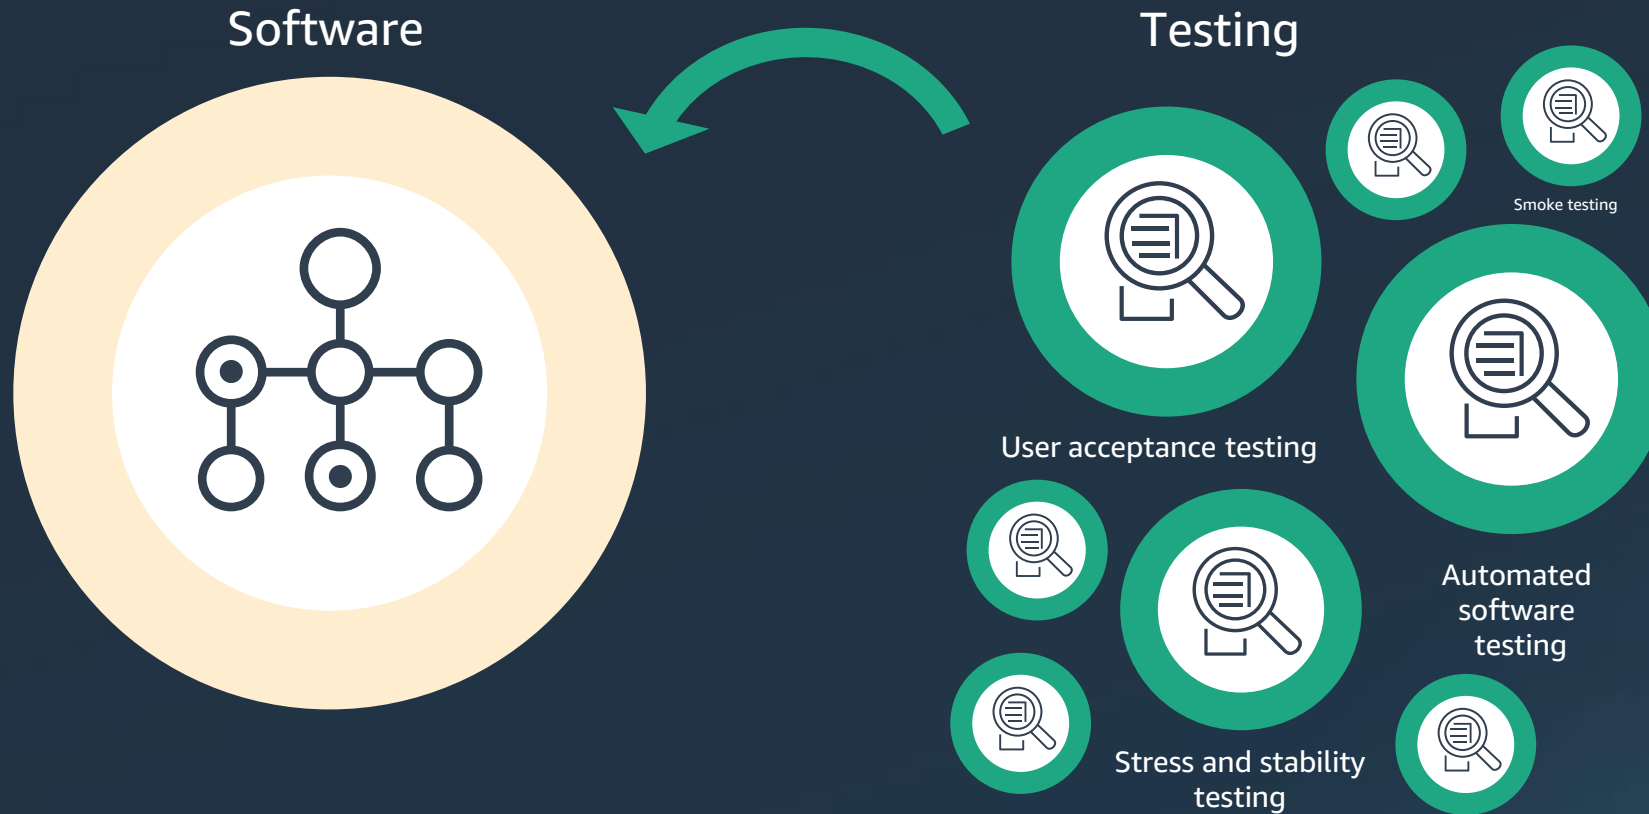 Software
Testing
Smoke testing
User acceptance testing
Automated
software
testing
Stress and stability
testing